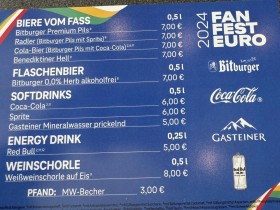 BIERE VOM FASS 0,5l
Bitburger Premium Pils⁴ 7,00 €
Radler (Bitburger Pils mit Sprite)⁴ 7,00 €
Cola-Bier (Bitburger Pils mit Coca-Cola) 7,00 €
Benediktiner Hell⁴ 7,00 €
FLASCHENBIER 0,5l
Bitburger 0,0% Herb alkoholfrei⁴ 7,00 €
SOFTDRINKS 0,5l
Coca-Cola 6,00 €
Sprite 6,00 €
Gasteiner Mineralwasser prickelnd 5,00 €
ENERGY DRINK 0,25l
Red Bull 5,00 €
WEINSCHORLE 0,5l
Weißweinschorle auf Eis 8,00 €
PFAND: MW-Becher 3,00 €
2024 FAN
FEST
EURO
Bitburger
Coca-Cola
GASTEINER